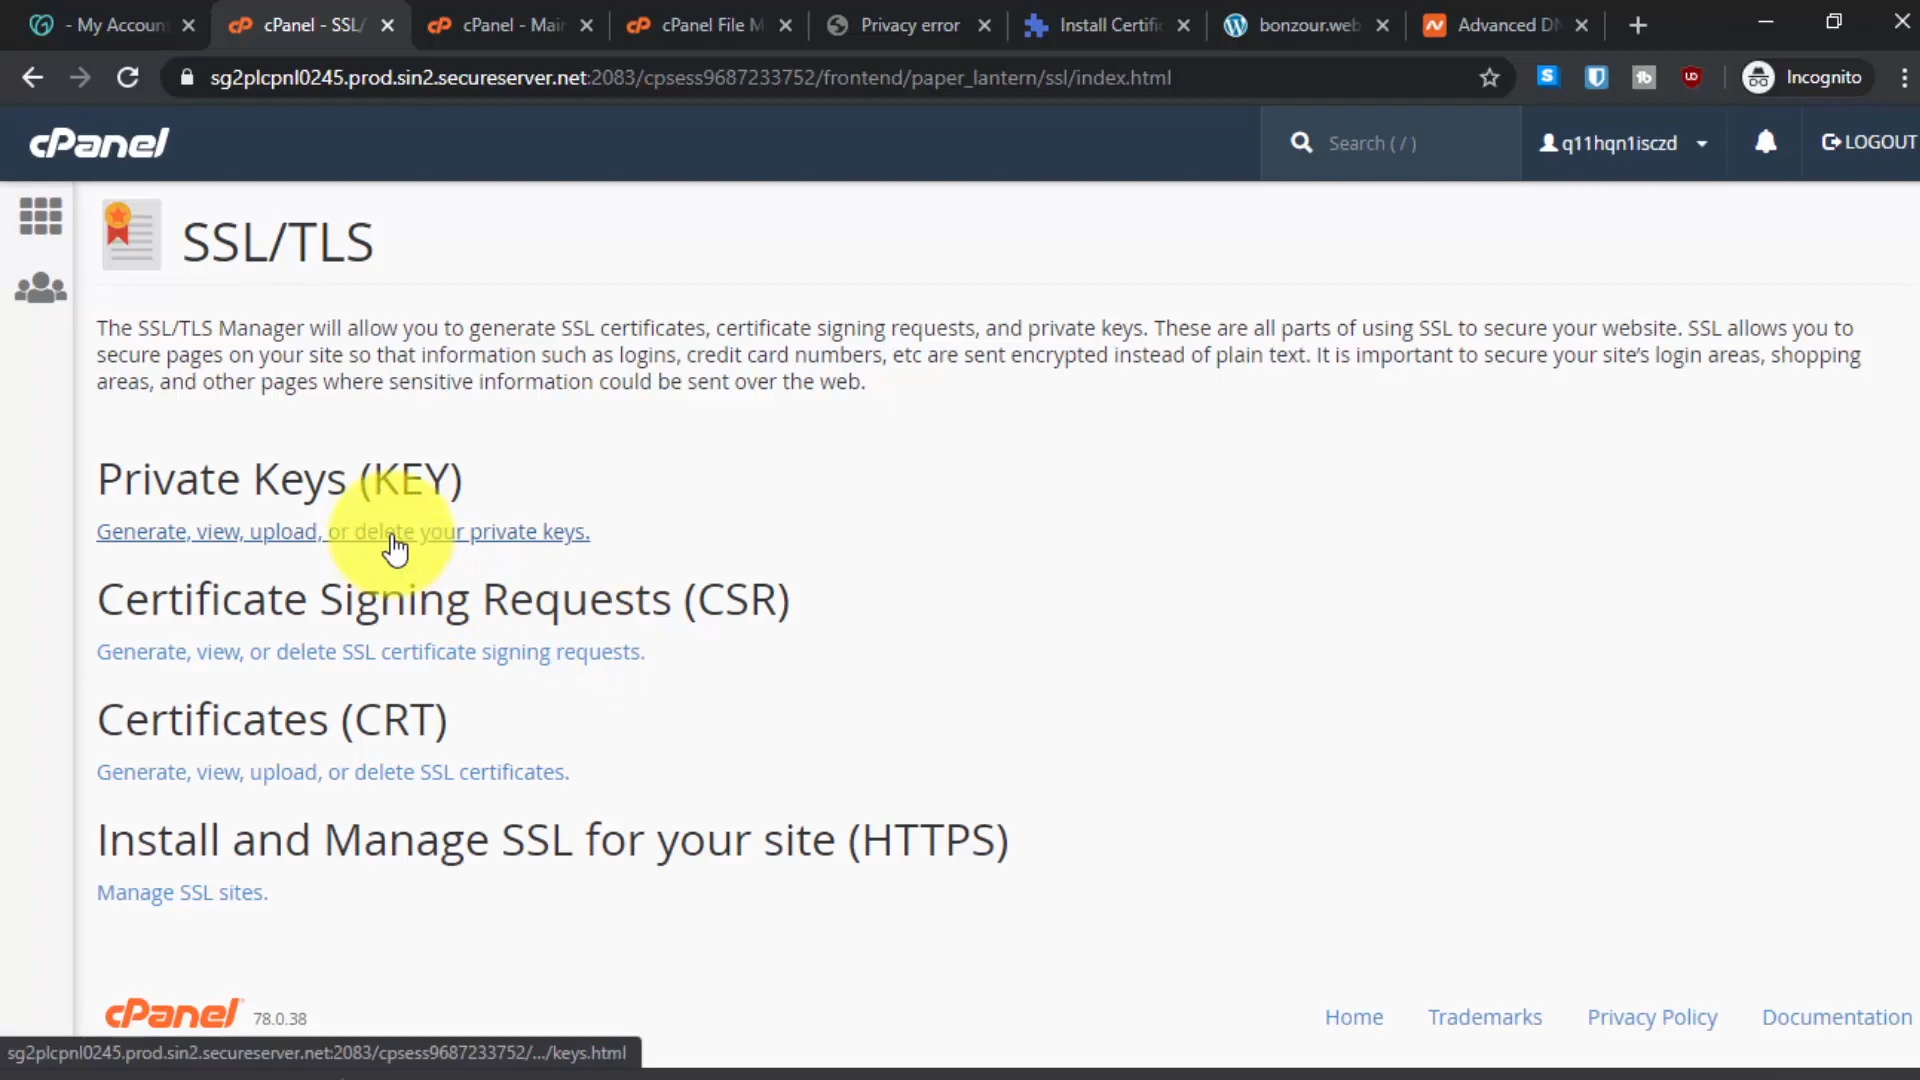 - My Accoun
cPanel - SSL/
cPanel - Mai
cPanel File M
Privacy error
Install Certific
bonzour.web
Advanced D
sg2plcpnl0245.prod.sin2.secureserver.net:2083/cpsess9687233752/frontend/paper_lantern/ssl/index.html
Incognito
cPanel
Search ( / )
q11hqn1isczd
LOGOUT
SSL/TLS
The SSL/TLS Manager will allow you to generate SSL certificates, certificate signing requests, and private keys. These are all parts of using SSL to secure your website. SSL allows you to
secure pages on your site so that information such as logins, credit card numbers, etc are sent encrypted instead of plain text. It is important to secure your site's login areas, shopping
areas, and other pages where sensitive information could be sent over the web.
Private Keys (KEY)
Generate, view, upload, or delete your private keys.
Certificate Signing Requests (CSR)
Generate, view, or delete SSL certificate signing requests.
Certificates (CRT)
Generate, view, upload, or delete SSL certificates.
Install and Manage SSL for your site (HTTPS)
Manage SSL sites.
cPanel 78.0.38
Home Trademarks Privacy Policy Documentation
sg2plcpnl0245.prod.sin2.secureserver.net:2083/cpsess9687233752/.../keys.html